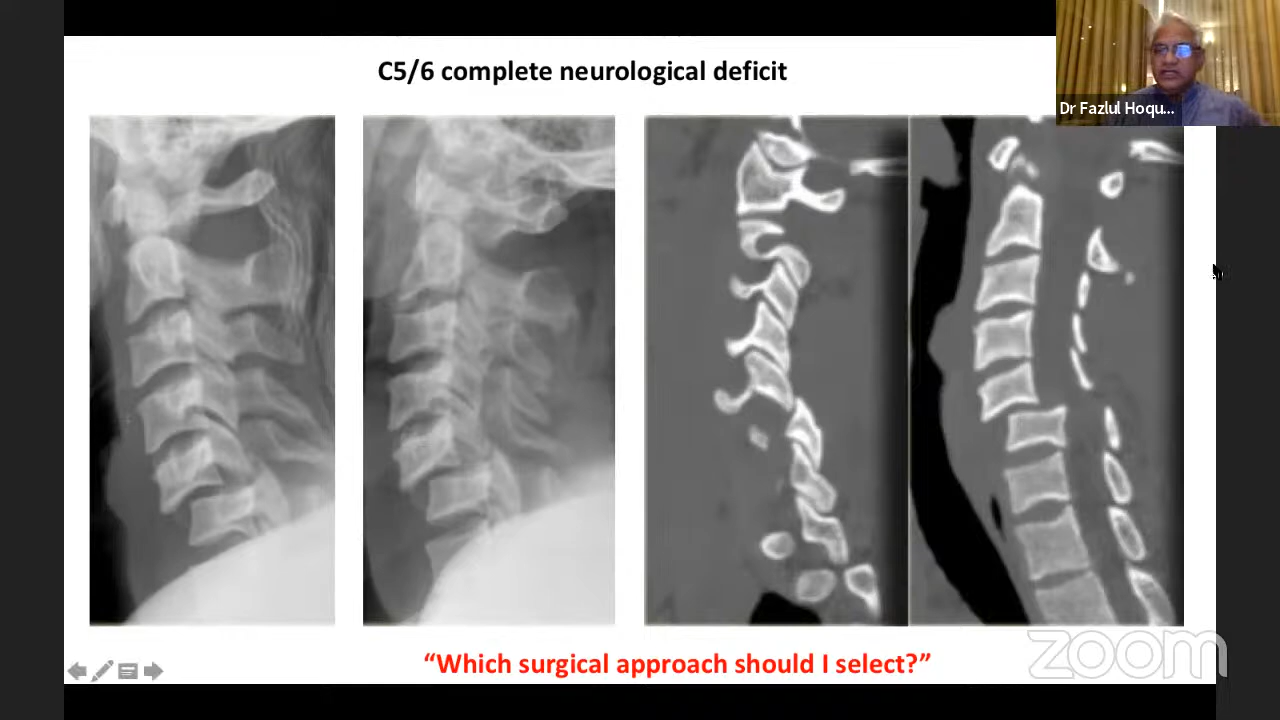 C5/6 complete neurological deficit
Dr Fazlul Hoqu...
“Which surgical approach should I select?”
zoom